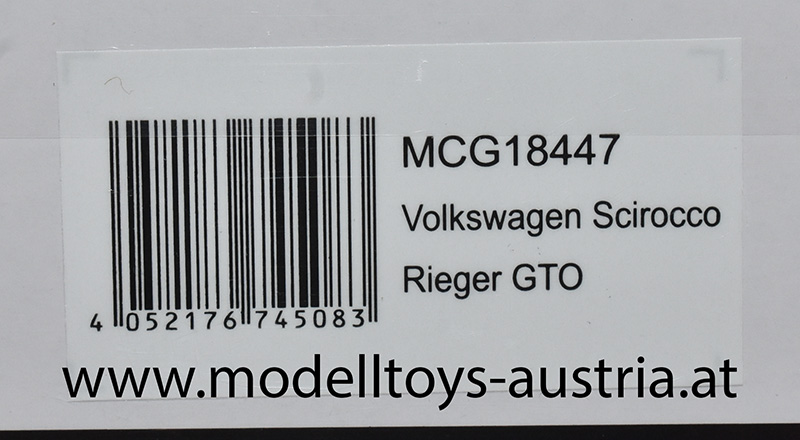 MCG18447
Volkswagen Scirocco
Rieger GTO
4 052176 745083
www.modelltoys-austria.at